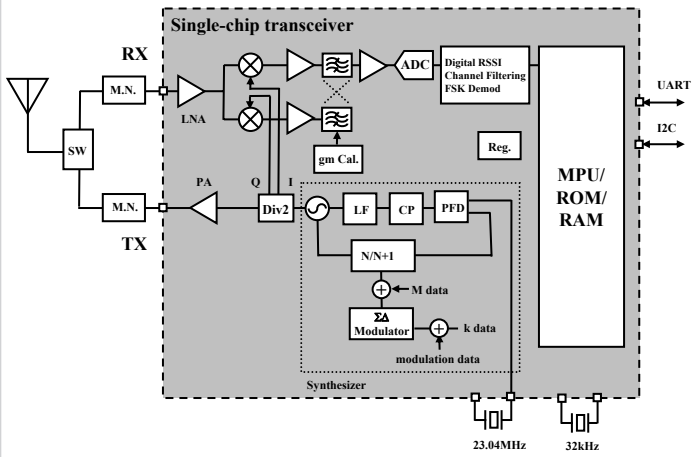 Single-chip transceiver
RX
M.N.
LNA
ADC
Digital RSSI
Channel Filtering
FSK Demod
UART
I2C
SW
gm Cal.
Reg.
MPU/
ROM/
RAM
PA
Q
I
M.N.
TX
Div2
LF
CP
PFD
N/N+1
M data
ΣΔ
Modulator
k data
modulation data
Synthesizer
23.04MHz
32kHz